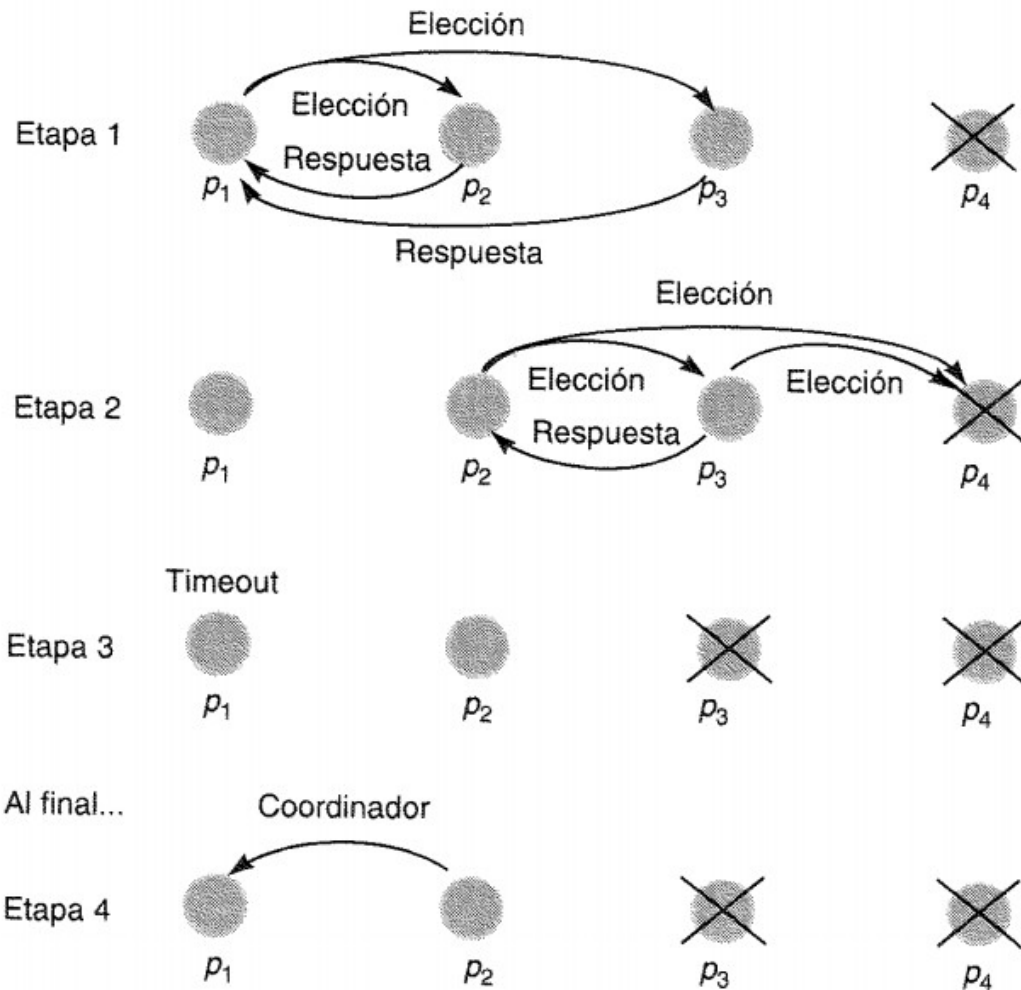 Elección
Elección
Etapa 1
Respuesta
p1 p2 p3 p4
Respuesta
Elección
Elección Elección
Etapa 2
Respuesta
p1 p2 p3 p4
Timeout
Etapa 3
p1 p2 p3 p4
Al final... Coordinador
Etapa 4
p1 p2 p3 p4